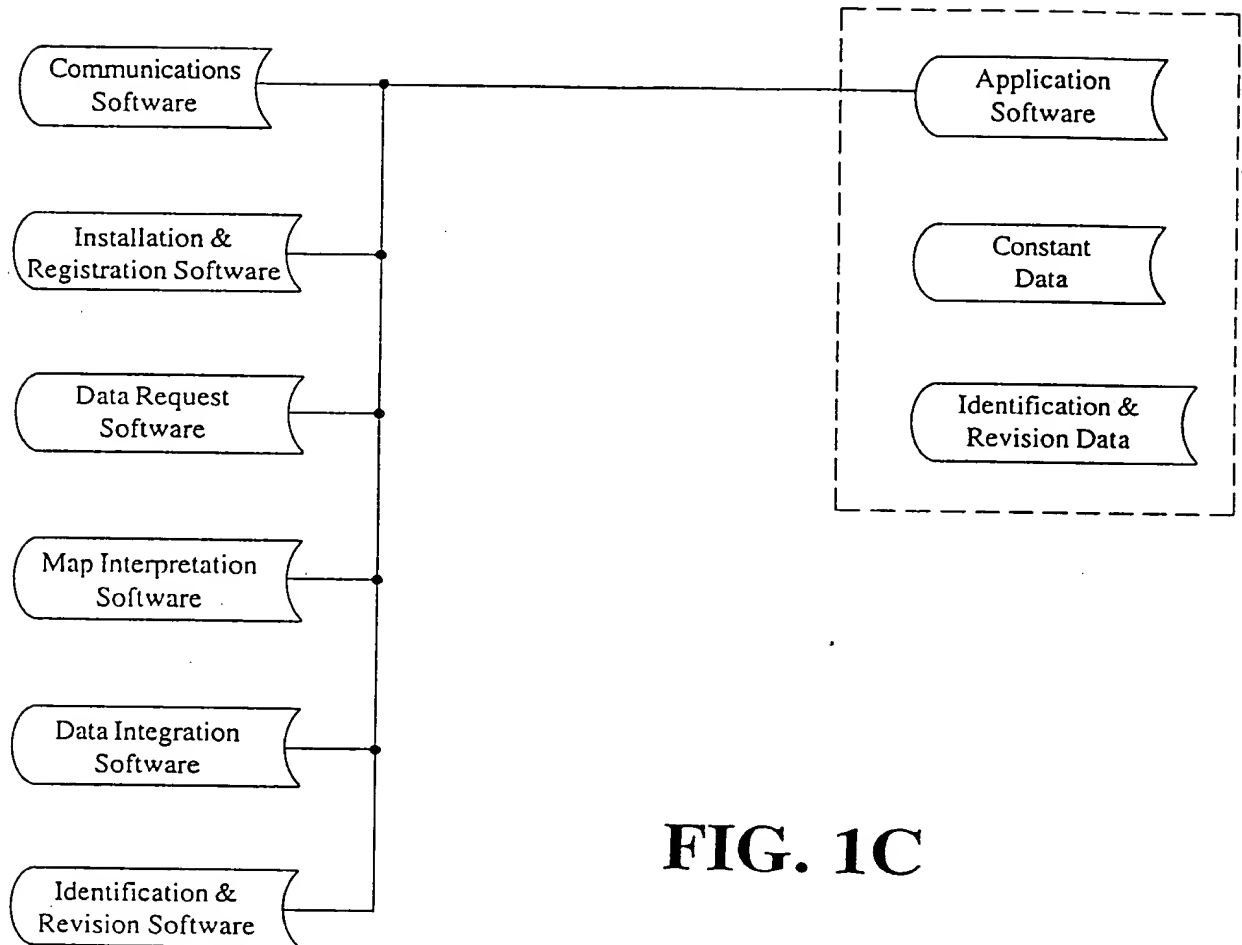 Communications
Software
Application
Software
Installation &
Registration Software
Constant
Data
Data Request
Software
Identification &
Revision Data
Map Interpretation
Software
Data Integration
Software
Identification &
Revision Software
FIG. 1C